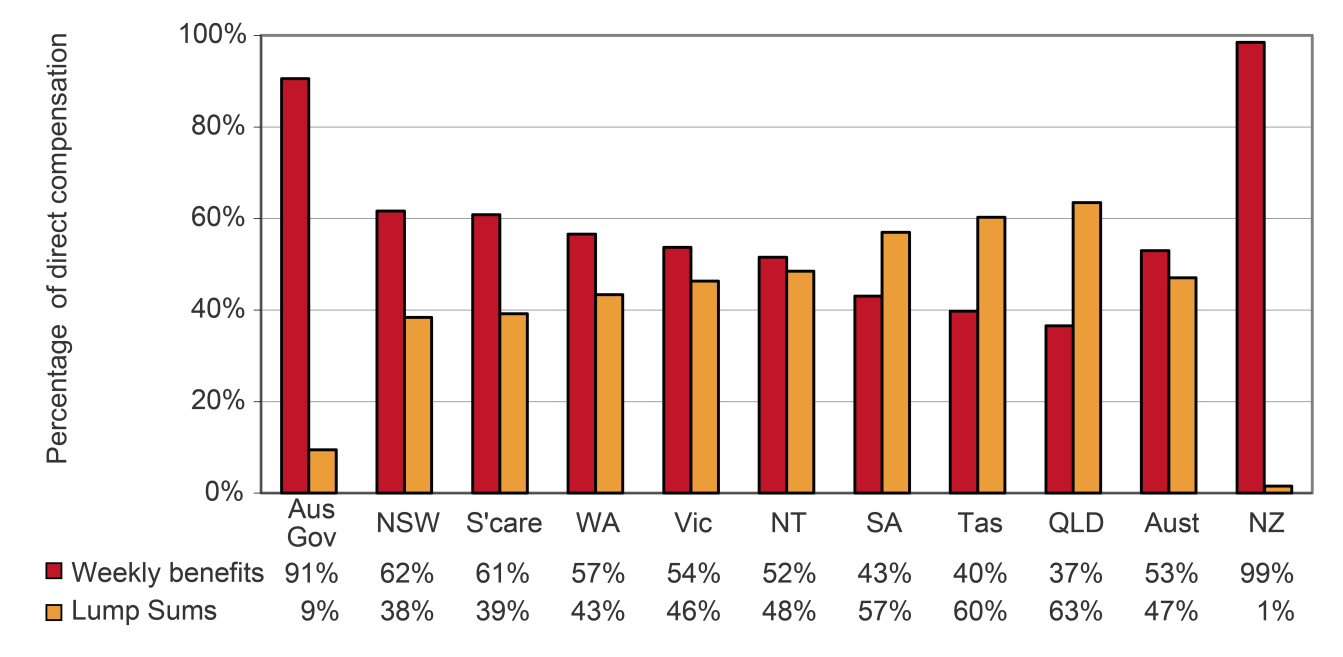 Percentage of direct compensation
100%
80%
60%
40%
20%
0%
Aus Gov NSW S'care WA Vic NT SA Tas QLD Aust NZ
Weekly benefits 91% 62% 61% 57% 54% 52% 43% 40% 37% 53% 99%
Lump Sums 9% 38% 39% 43% 46% 48% 57% 60% 63% 47% 1%